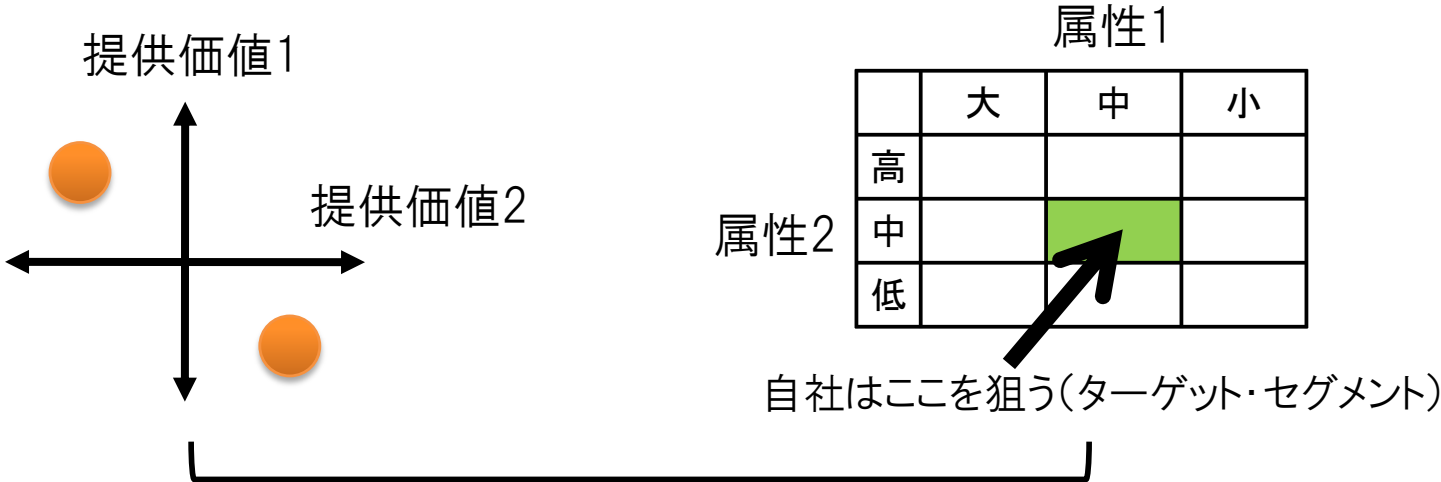 提供価値1
提供価値2
属性1
大 中 小
高
属性2
中
低
自社はここを狙う(ターゲット・セグメント)